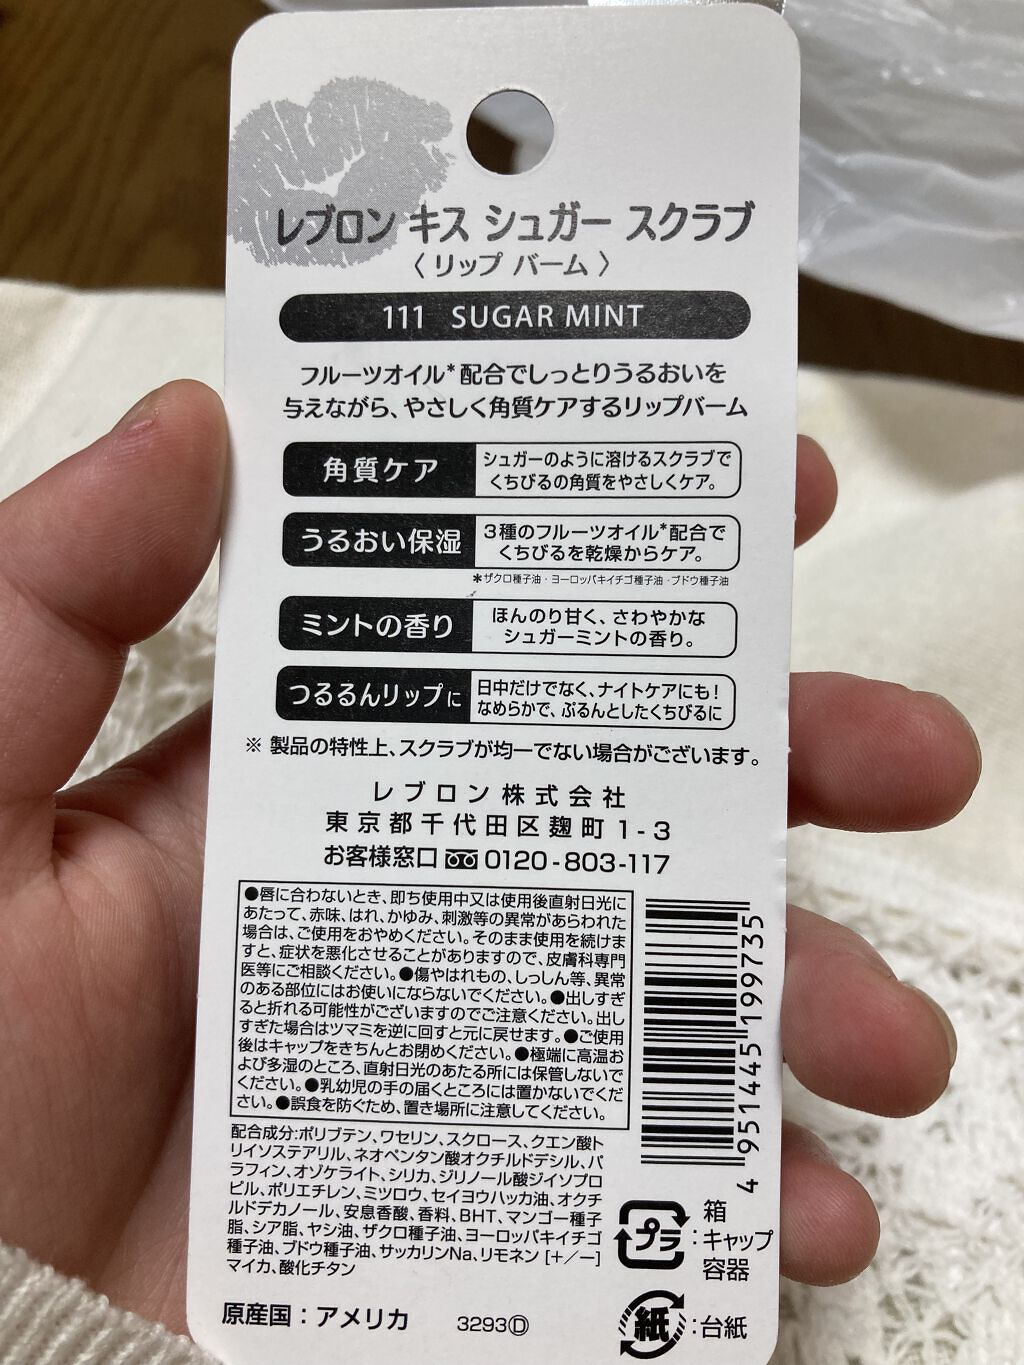 レブロン キス シュガー スクラブ
〈 リップ バーム 〉
111 SUGAR MINT
フルーツオイル*配合でしっとりうるおいを
与えながら、やさしく角質ケアするリップバーム
角質ケア
シュガーのように溶けるスクラブで
くちびるの角質をやさしくケア。
うるおい保湿
3種のフルーツオイル*配合で
くちびるを乾燥からケア。
*ザクロ種子油・ヨーロッパキイチゴ種子油・ブドウ種子油
ミントの香り
ほんのり甘く、さわやかな
シュガーミントの香り。
つるるんリップに
日中だけでなく、ナイトケアにも!
なめらかで、ぷるんとしたくちびるに
※ 製品の特性上、スクラブが均一でない場合がございます。
レブロン株式会社
東京都千代田区麹町1-3
お客様窓口 0120-803-117
●唇に合わないとき、即ち使用中又は使用後直射日光に
あたって、赤味、はれ、かゆみ、刺激等の異常があらわれた
場合は、ご使用をおやめください。そのまま使用を続けま
すと、症状を悪化させることがありますので、皮膚科専門
医等にご相談ください。●傷やはれもの、しっしん等、異常
のある部位にはお使いにならないでください。●出しすぎ
ると折れる可能性がございますのでご注意ください。出し
すぎた場合はツマミを逆に回すと元に戻せます。●ご使用
後はキャップをきちんとお閉めください。●極端に高温お
よび多湿のところ、直射日光のあたる所には保管しないで
ください。●乳幼児の手の届くところには置かないでくだ
さい。●誤食を防ぐため、置き場所に注意してください。
配合成分:ポリブテン、ワセリン、スクロース、クエン酸ト
リイソステアリル、ネオペンタン酸オクチルドデシル、パ
ラフィン、オゾケライト、シリカ、ジリノール酸ジイソプロ
ピル、ポリエチレン、ミツロウ、セイヨウハッカ油、オクチ
ルドデカノール、安息香酸、香料、BHT、マンゴー種子
脂、シア脂、ヤシ油、ザクロ種子油、ヨーロッパキイチゴ
種子油、ブドウ種子油、サッカリンNa、リモネン [+/-]
マイカ、酸化チタン
4 951445 199735
プラ
:
箱
キャップ
容器
原産国:アメリカ
3293Ⓓ
紙
:台紙